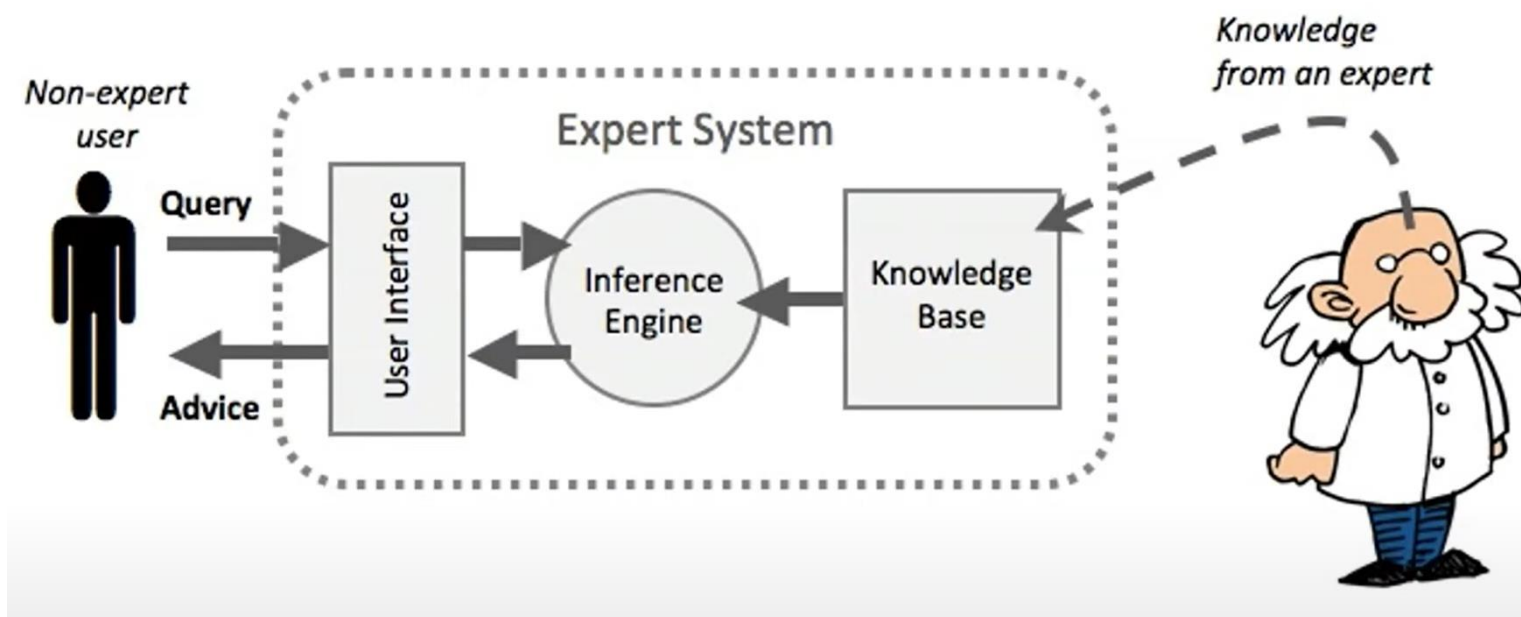 Non-expert
user
Query
Advice
Expert System
User Interface
Inference
Engine
Knowledge
Base
Knowledge
from an expert